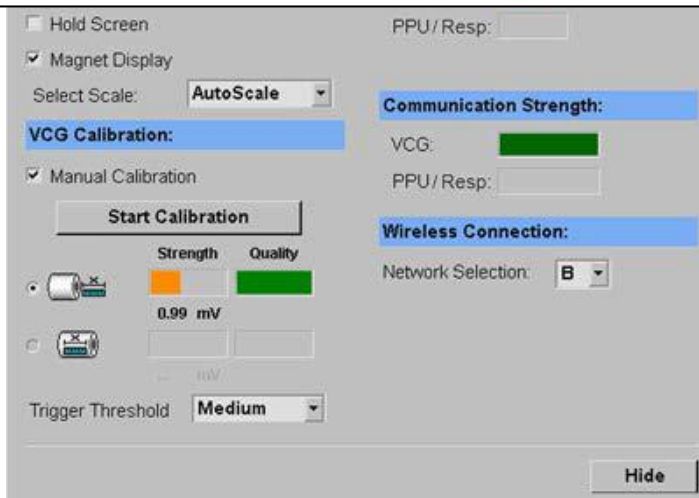 Hold Screen
Magnet Display
Select Scale: AutoScale
VCG Calibration:
Manual Calibration
Start Calibration
Strength Quality
0.99 mV
mV
Trigger Threshold Medium
PPU/Resp:
Communication Strength:
VCG:
PPU/Resp:
Wireless Connection:
Network Selection: B
Hide